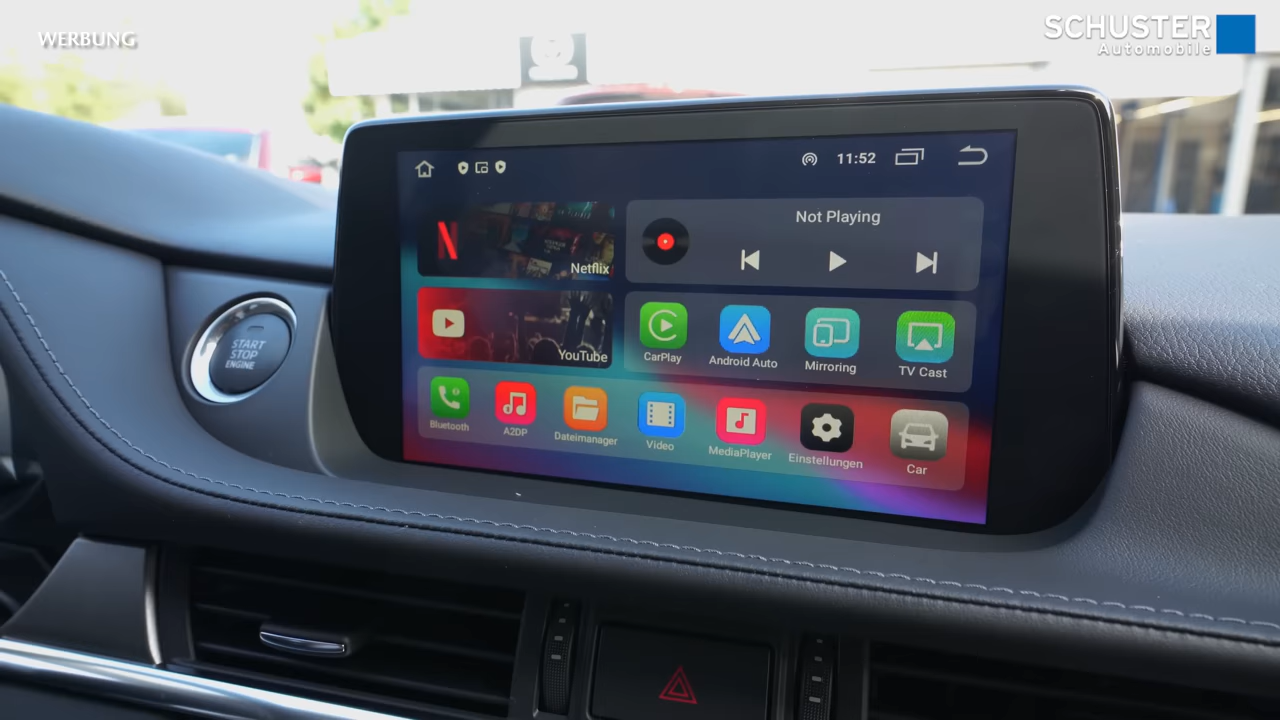 WERBUNG
SCHUSTER
Automobile
11:52
Netflix
Not Playing
YouTube
CarPlay
Android Auto
Mirroring
TV Cast
Bluetooth
A2DP
Dateimanager
Video
MediaPlayer
Einstellungen
Car
START
STOP
ENGINE